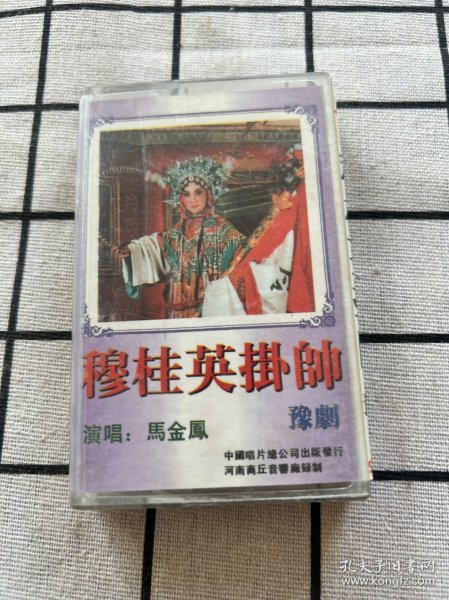 穆桂英掛帥
豫劇
演唱：馬金鳳
中國唱片總公司出版發行
河南商丘音響廠録制
孔夫子旧书网
www.kongfz.com